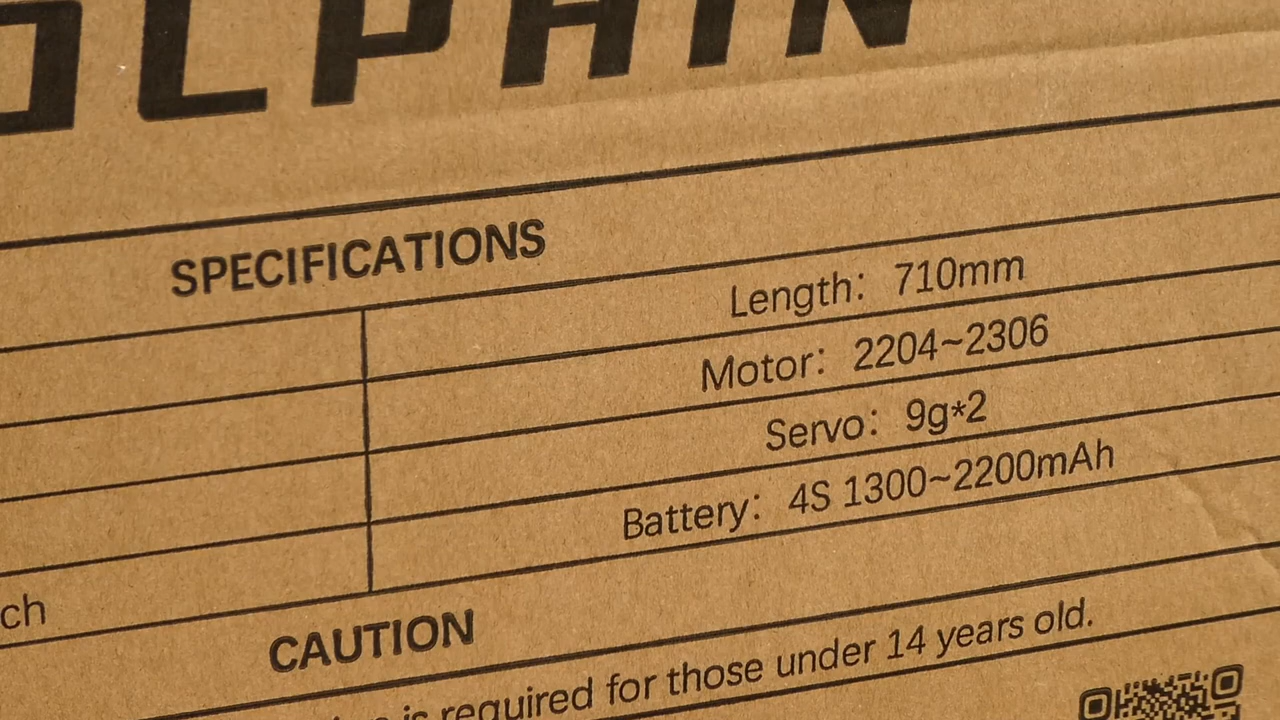 OLPHIN
SPECIFICATIONS
Length: 710mm
Motor: 2204~2306
Servo: 9g*2
Battery: 4S 1300~2200mAh
ch
CAUTION
is required for those under 14 years old.